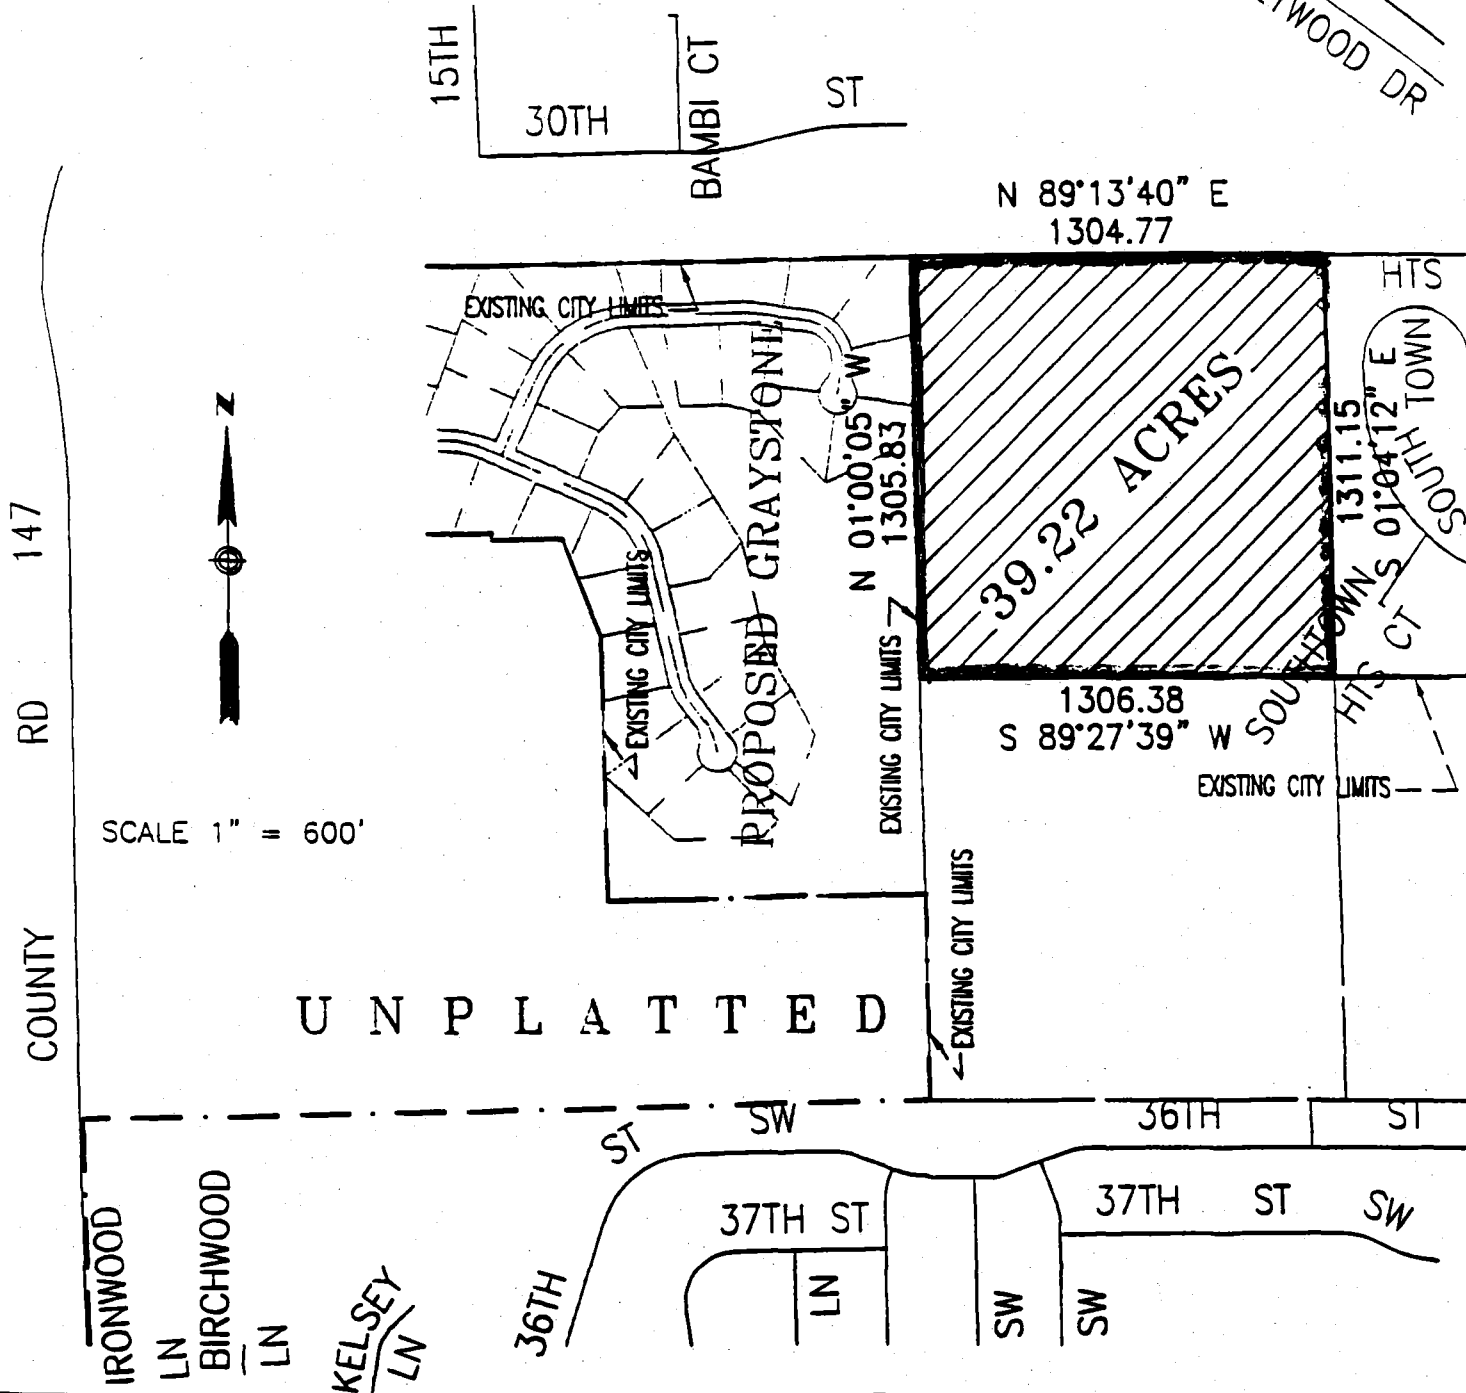 15TH
30TH
BAMBI CT
ST
DR
N 89°13'40" E
1304.77
HTS
EXISTING CITY LIMITS
SOUTH TOWN
PROPOSED GRAYSTONE
N 01°00'05" W
1305.83
39.22 ACRES
1311.15
S 01°04'12" E
N
147
RD
COUNTY
EXISTING CITY LIMITS
EXISTING CITY LIMITS
SOUTHTOWN
HTS CT
1306.38
S 89°27'39" W
EXISTING CITY LIMITS
SCALE 1" = 600'
EXISTING CITY LIMITS
UNPLATTED
36TH
ST
SW
36TH
ST
37TH ST
37TH ST SW
LN
SW
SW
IRONWOOD
LN
BIRCHWOOD
LN
KELSEY
LN